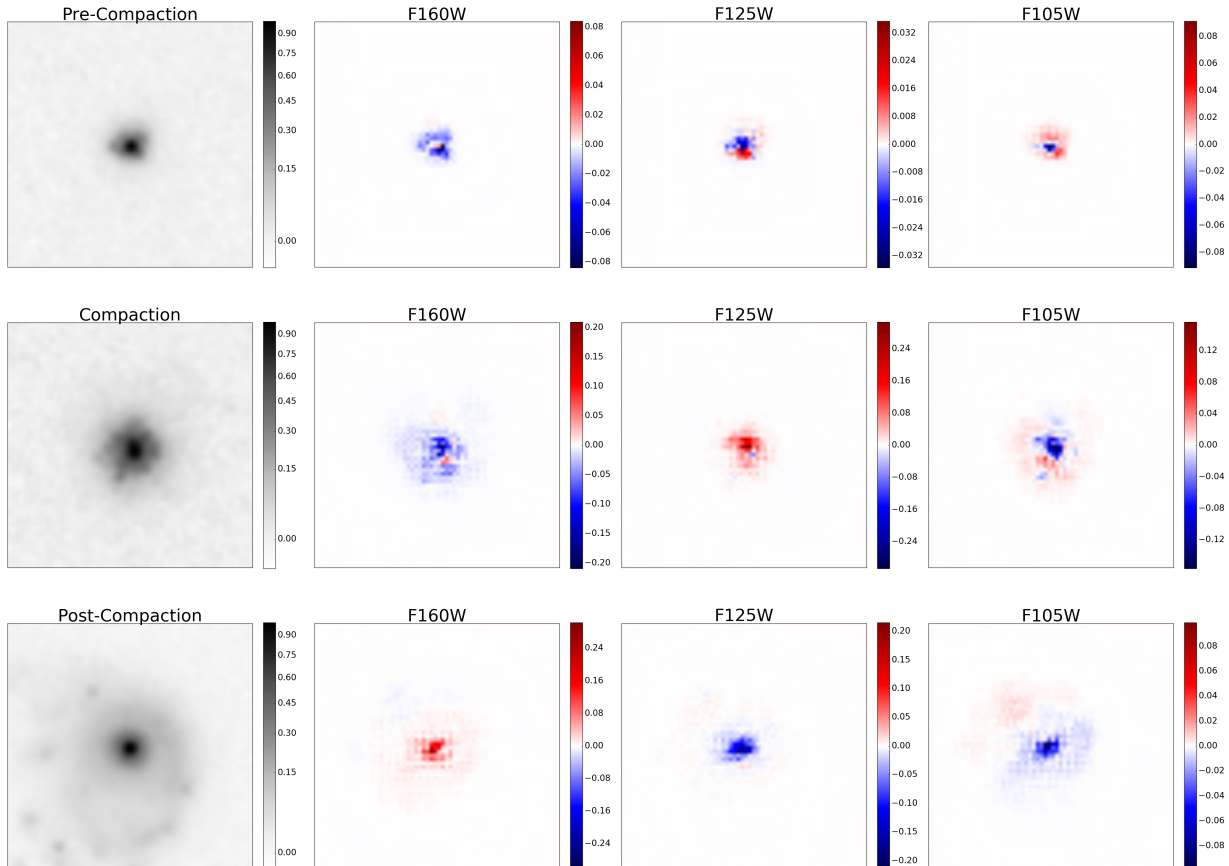 Pre-Compaction F160W F125W F105W
0.90 0.08 0.032 0.08
0.75 0.06 0.024 0.06
0.60 0.04 0.016 0.04
0.45 0.02 0.008 0.02
0.30 0.00 0.000 0.00
0.15 −0.02 −0.008 −0.02
0.00 −0.04 −0.016 −0.04
−0.06 −0.024 −0.06
−0.08 −0.032 −0.08
Compaction F160W F125W F105W
0.90 0.20 0.24 0.12
0.75 0.15 0.16 0.08
0.60 0.10 0.08 0.04
0.45 0.05 0.00 0.00
0.30 0.00 −0.08 −0.04
0.15 −0.05 −0.16 −0.08
0.00 −0.10 −0.24 −0.12
−0.15
−0.20
Post-Compaction F160W F125W F105W
0.90 0.24 0.20 0.08
0.75 0.16 0.15 0.06
0.60 0.08 0.10 0.04
0.45 0.00 0.05 0.02
0.30 −0.08 0.00 0.00
0.15 −0.16 −0.05 −0.02
0.00 −0.24 −0.10 −0.04
−0.15 −0.06
−0.20 −0.08